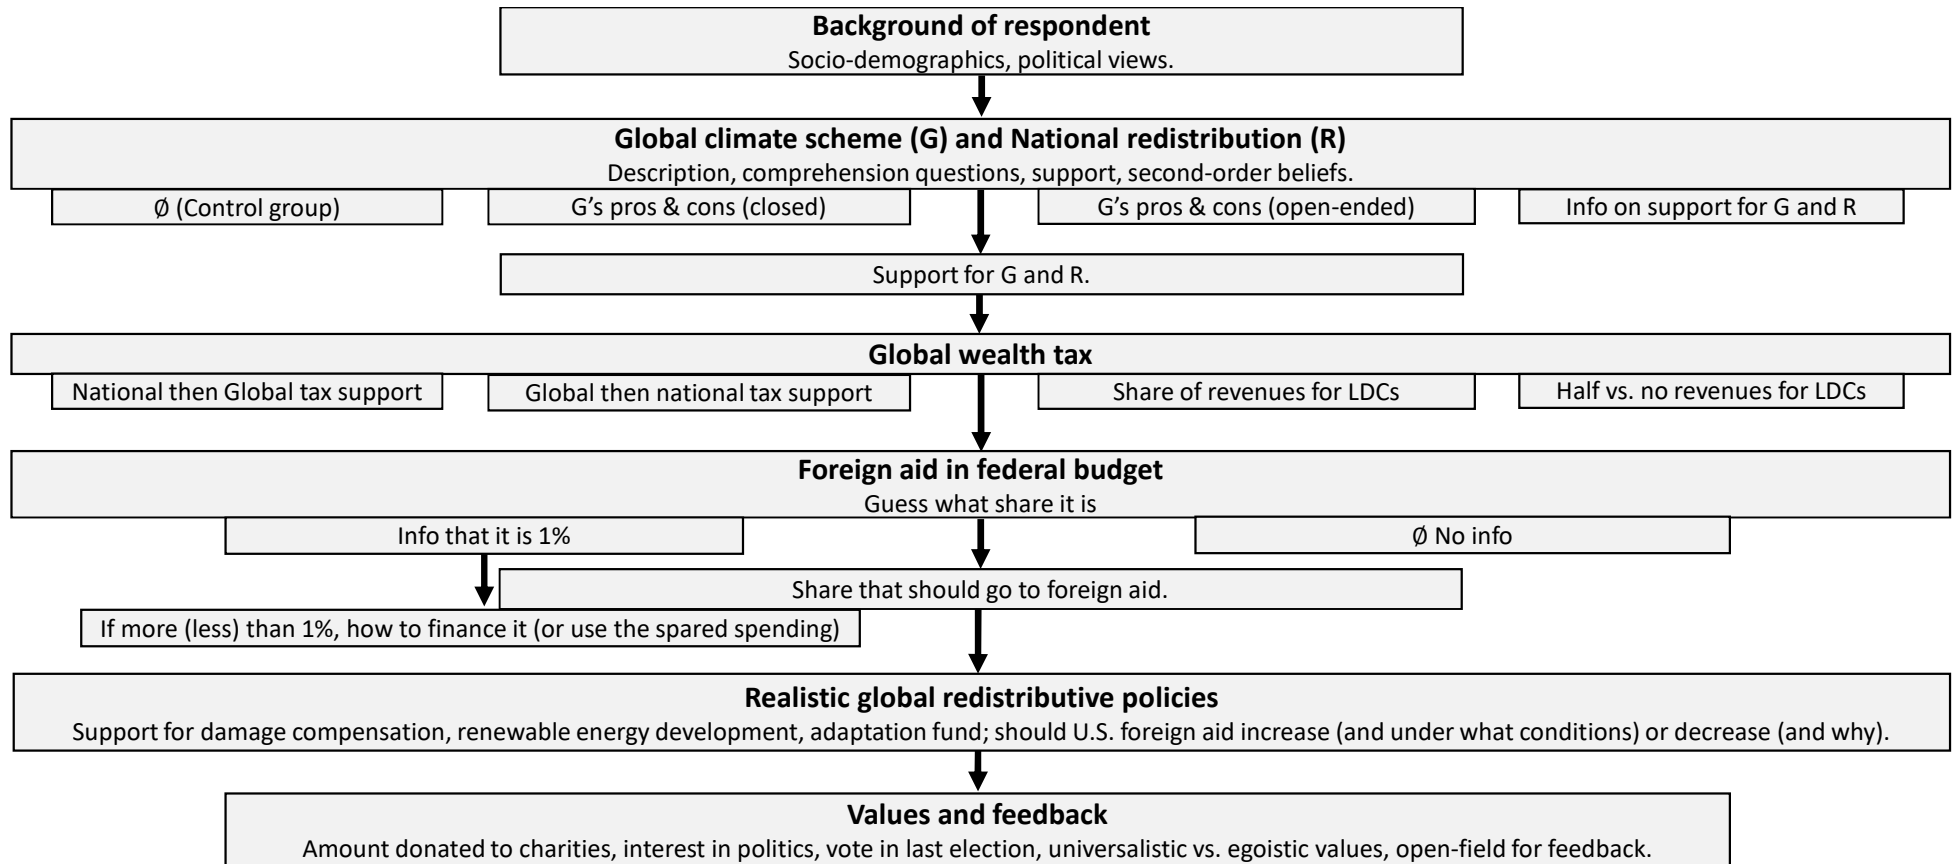 Background of respondent
Socio-demographics, political views.
Global climate scheme (G) and National redistribution (R)
Description, comprehension questions, support, second-order beliefs.
Ø (Control group)
G’s pros & cons (closed)
G’s pros & cons (open-ended)
Info on support for G and R
Support for G and R.
Global wealth tax
National then Global tax support
Global then national tax support
Share of revenues for LDCs
Half vs. no revenues for LDCs
Foreign aid in federal budget
Guess what share it is
Info that it is 1%
Ø No info
Share that should go to foreign aid.
If more (less) than 1%, how to finance it (or use the spared spending)
Realistic global redistributive policies
Support for damage compensation, renewable energy development, adaptation fund; should U.S. foreign aid increase (and under what conditions) or decrease (and why).
Values and feedback
Amount donated to charities, interest in politics, vote in last election, universalistic vs. egoistic values, open-field for feedback.